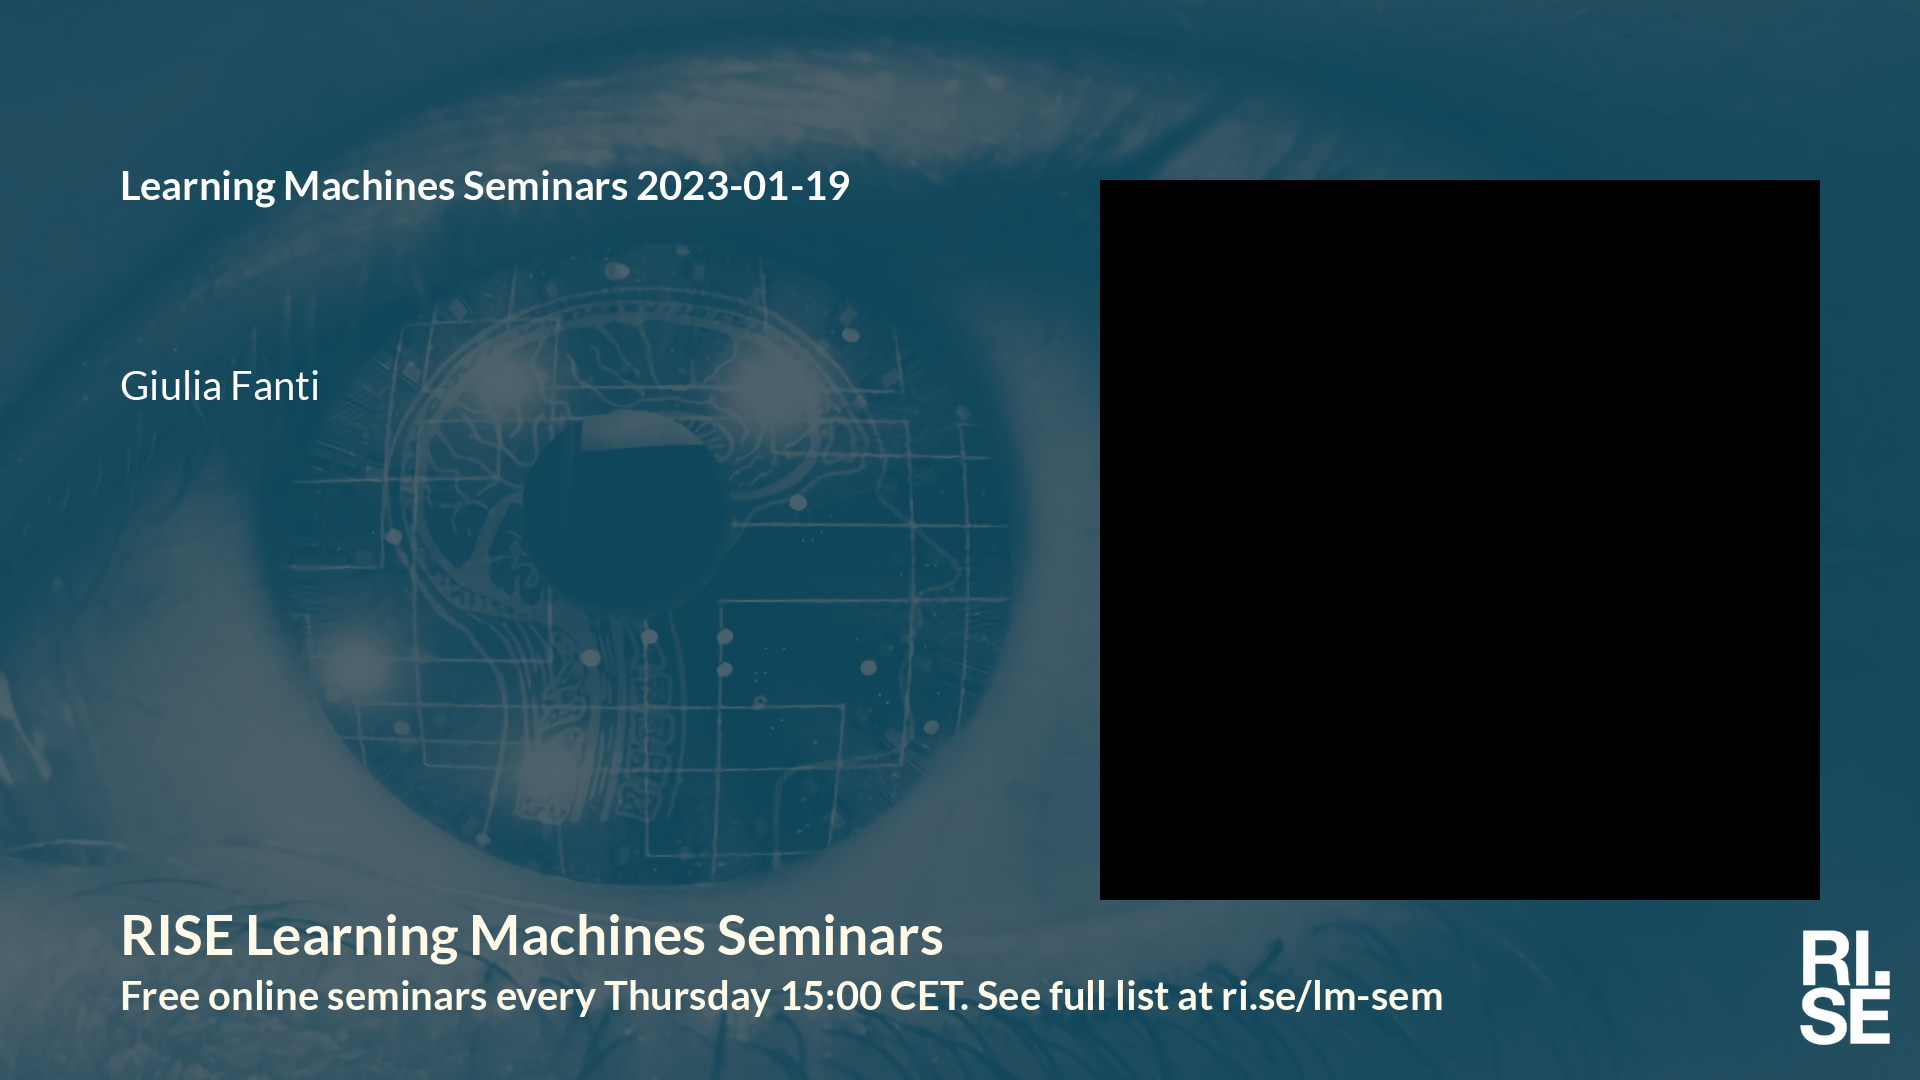 Learning Machines Seminars 2023-01-19
Giulia Fanti
RISE Learning Machines Seminars
Free online seminars every Thursday 15:00 CET. See full list at ri.se/lm-sem
RI.
SE